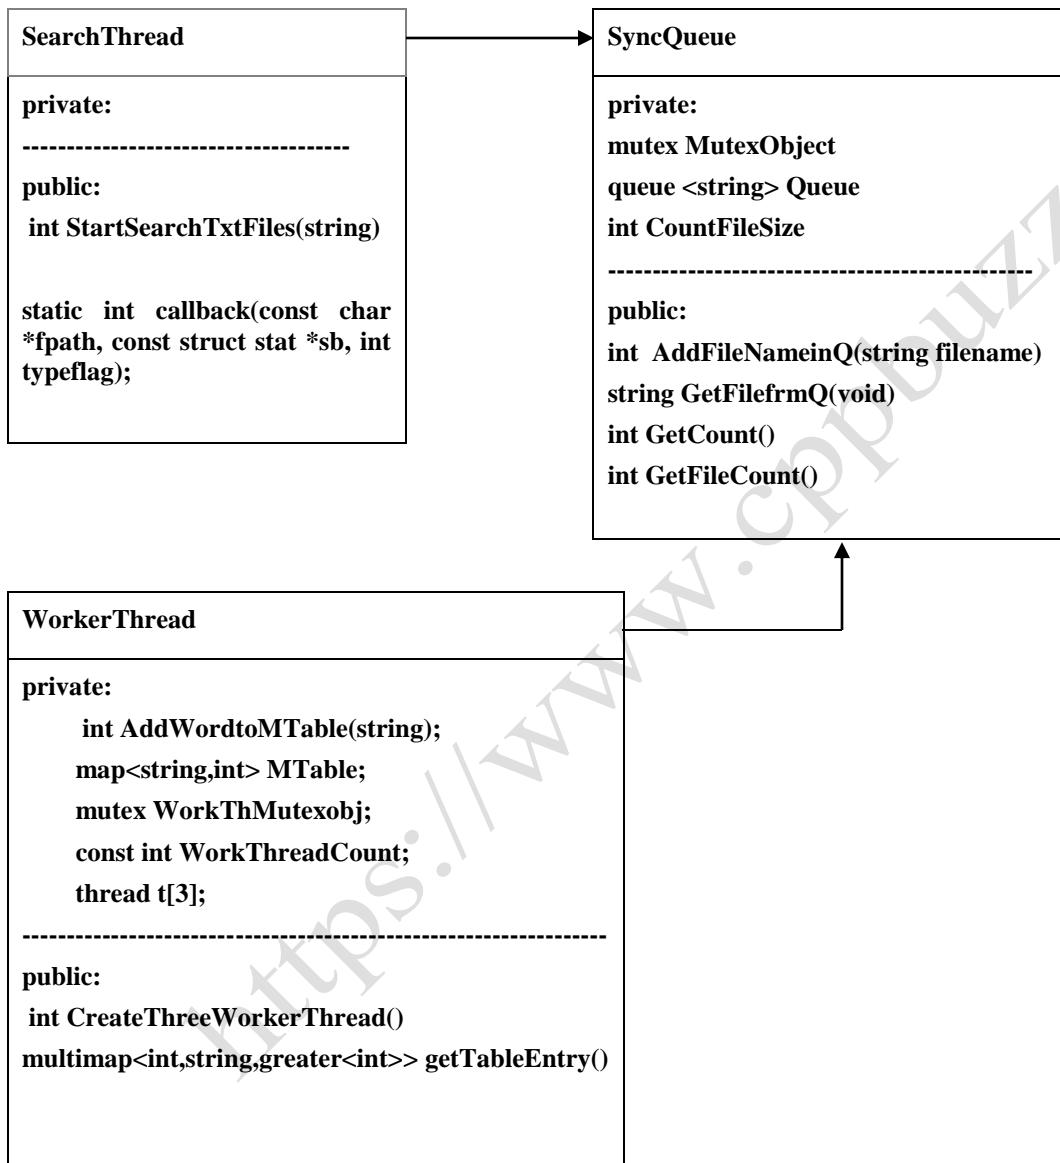 SearchThread
private:
-------------------------------------
public:
int StartSearchTxtFiles(string)
static int callback(const char
*fpath, const struct stat *sb, int
typeflag);
SyncQueue
private:
mutex MutexObject
queue <string> Queue
int CountFileSize
------------------------------------------------
public:
int AddFileNameinQ(string filename)
string GetFilefrmQ(void)
int GetCount()
int GetFileCount()
WorkerThread
private:
int AddWordtoMTable(string);
map<string,int> MTable;
mutex WorkThMutexobj;
const int WorkThreadCount;
thread t[3];
------------------------------------------------------------------
public:
int CreateThreeWorkerThread()
multimap<int,string,greater<int>> getTableEntry()
https://www.cppbuzz